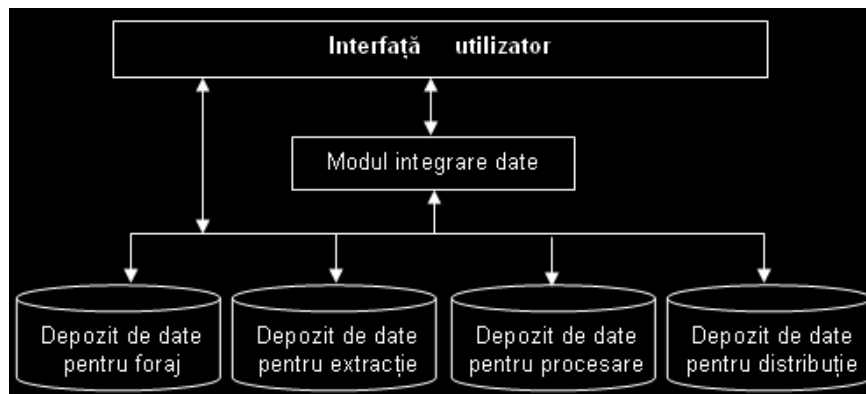 Interfață utilizator
Modul integrare date
Depozit de date
pentru foraj
Depozit de date
pentru extracție
Depozit de date
pentru procesare
Depozit de date
pentru distribuție